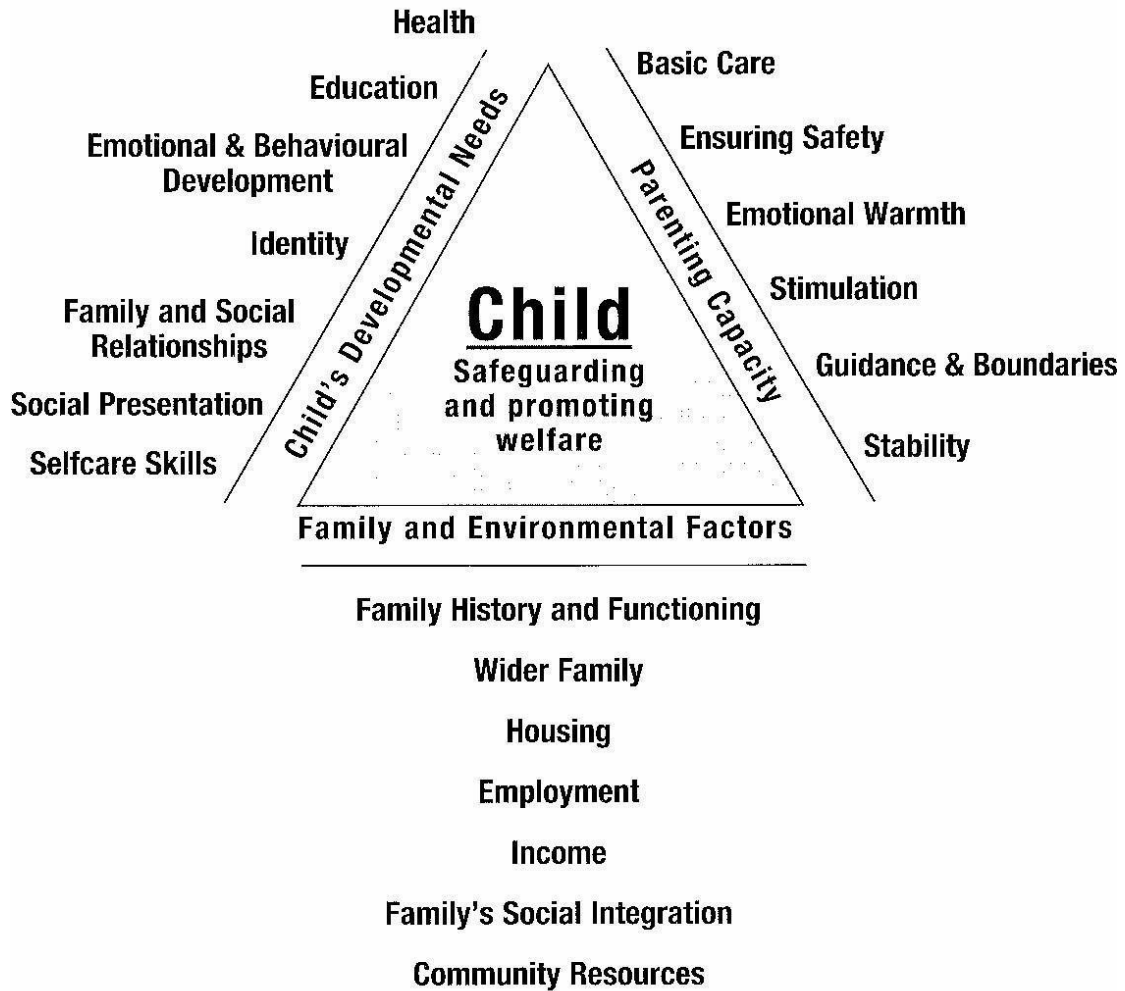 Health
Education
Emotional & Behavioural
Development
Identity
Family and Social
Relationships
Social Presentation
Selfcare Skills
Child's Developmental Needs
Basic Care
Ensuring Safety
Emotional Warmth
Stimulation
Guidance & Boundaries
Stability
Parenting Capacity
Child
Safeguarding
and promoting
welfare
Family and Environmental Factors
Family History and Functioning
Wider Family
Housing
Employment
Income
Family's Social Integration
Community Resources